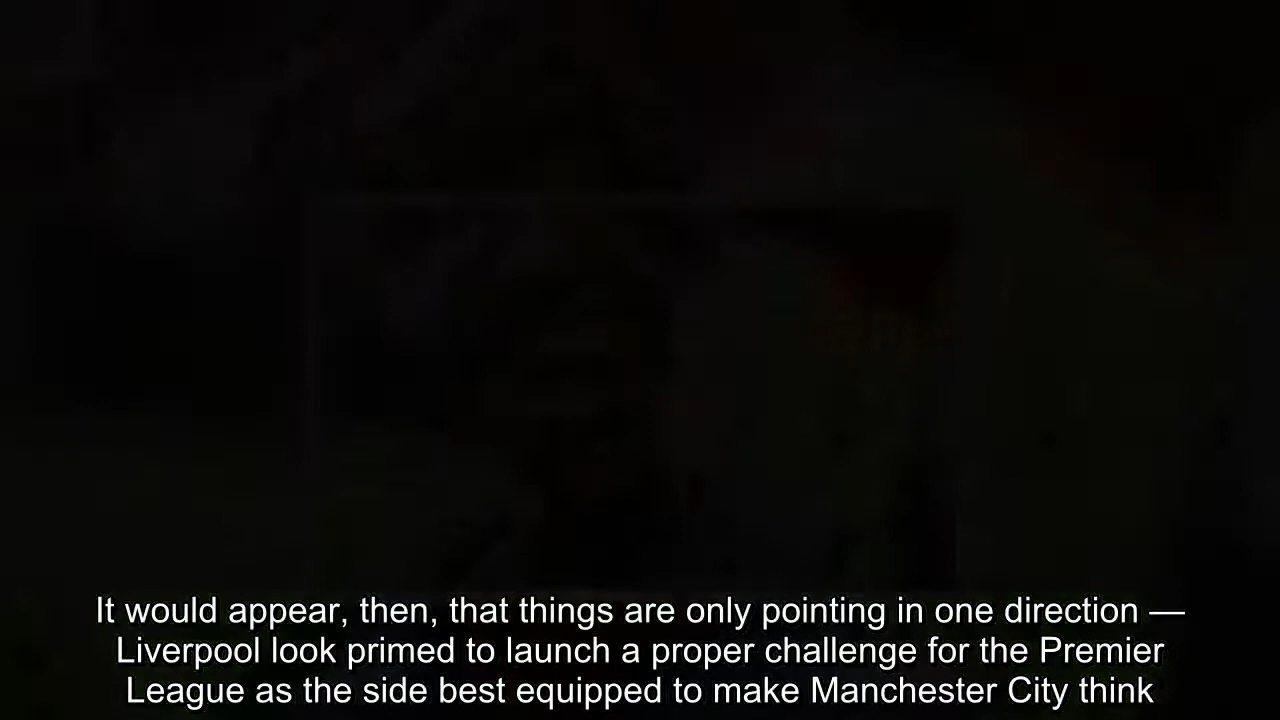 It would appear, then, that things are only pointing in one direction —
Liverpool look primed to launch a proper challenge for the Premier
League as the side best equipped to make Manchester City think